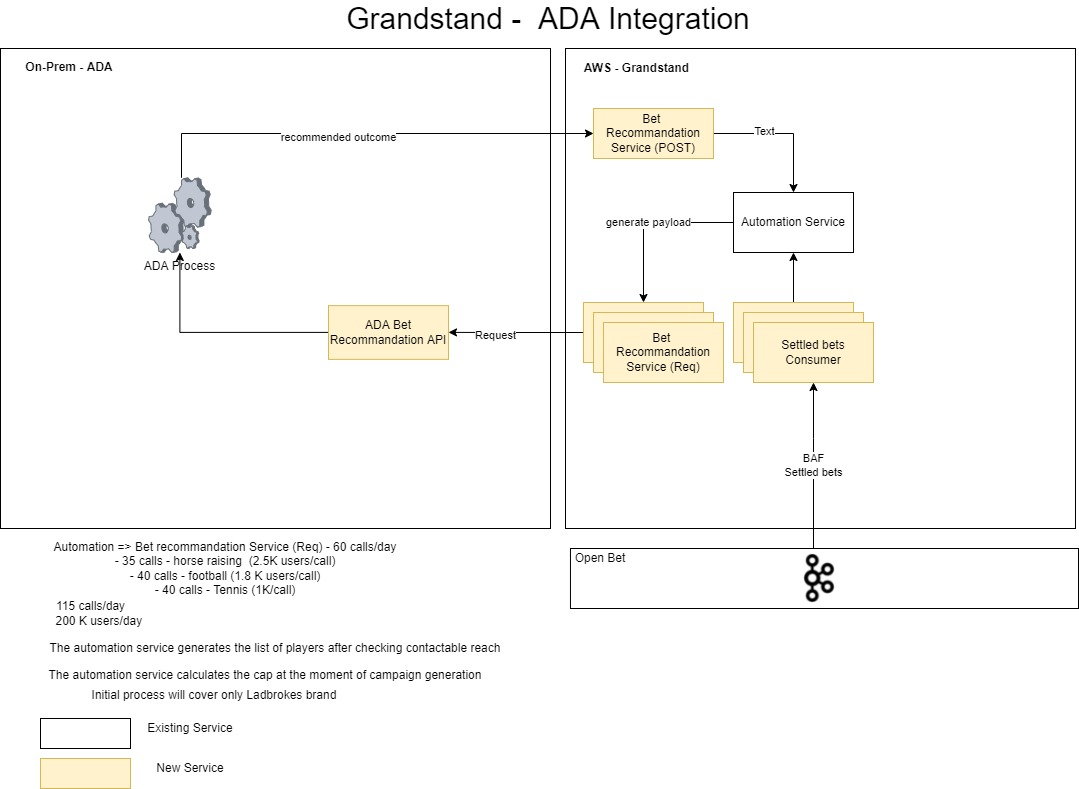 Grandstand - ADA Integration
On-Prem - ADA
AWS - Grandstand
recommended outcome
Bet
Recommandation
Service (POST)
Text
ADA Process
generate payload
Automation Service
ADA Bet
Recommandation API
Request
Bet
Recommandation
Service (Req)
Settled bets
Consumer
BAF
Settled bets
Open Bet
Automation => Bet recommandation Service (Req) - 60 calls/day
- 35 calls - horse raising (2.5K users/call)
- 40 calls - football (1.8 K users/call)
- 40 calls - Tennis (1K/call)
115 calls/day
200 K users/day
The automation service generates the list of players after checking contactable reach
The automation service calculates the cap at the moment of campaign generation
Initial process will cover only Ladbrokes brand
Existing Service
New Service